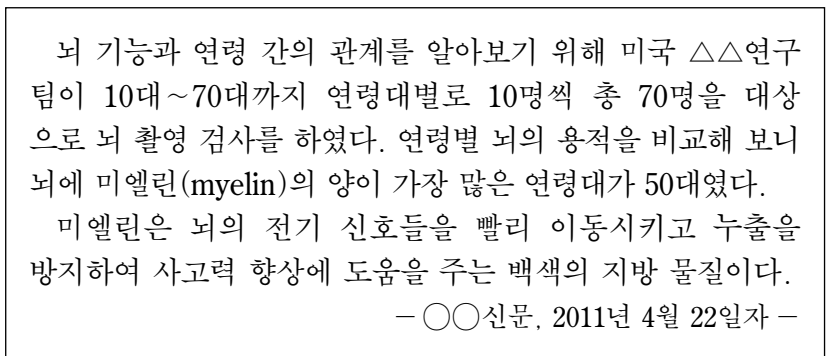 뇌 기능과 연령 간의 관계를 알아보기 위해 미국 △△연구
팀이 10대～70대까지 연령대별로 10명씩 총 70명을 대상
으로 뇌 촬영 검사를 하였다. 연령별 뇌의 용적을 비교해 보니
뇌에 미엘린(myelin)의 양이 가장 많은 연령대가 50대였다.
미엘린은 뇌의 전기 신호들을 빨리 이동시키고 누출을
방지하여 사고력 향상에 도움을 주는 백색의 지방 물질이다.
－ ○○신문, 2011년 4월 22일자 －